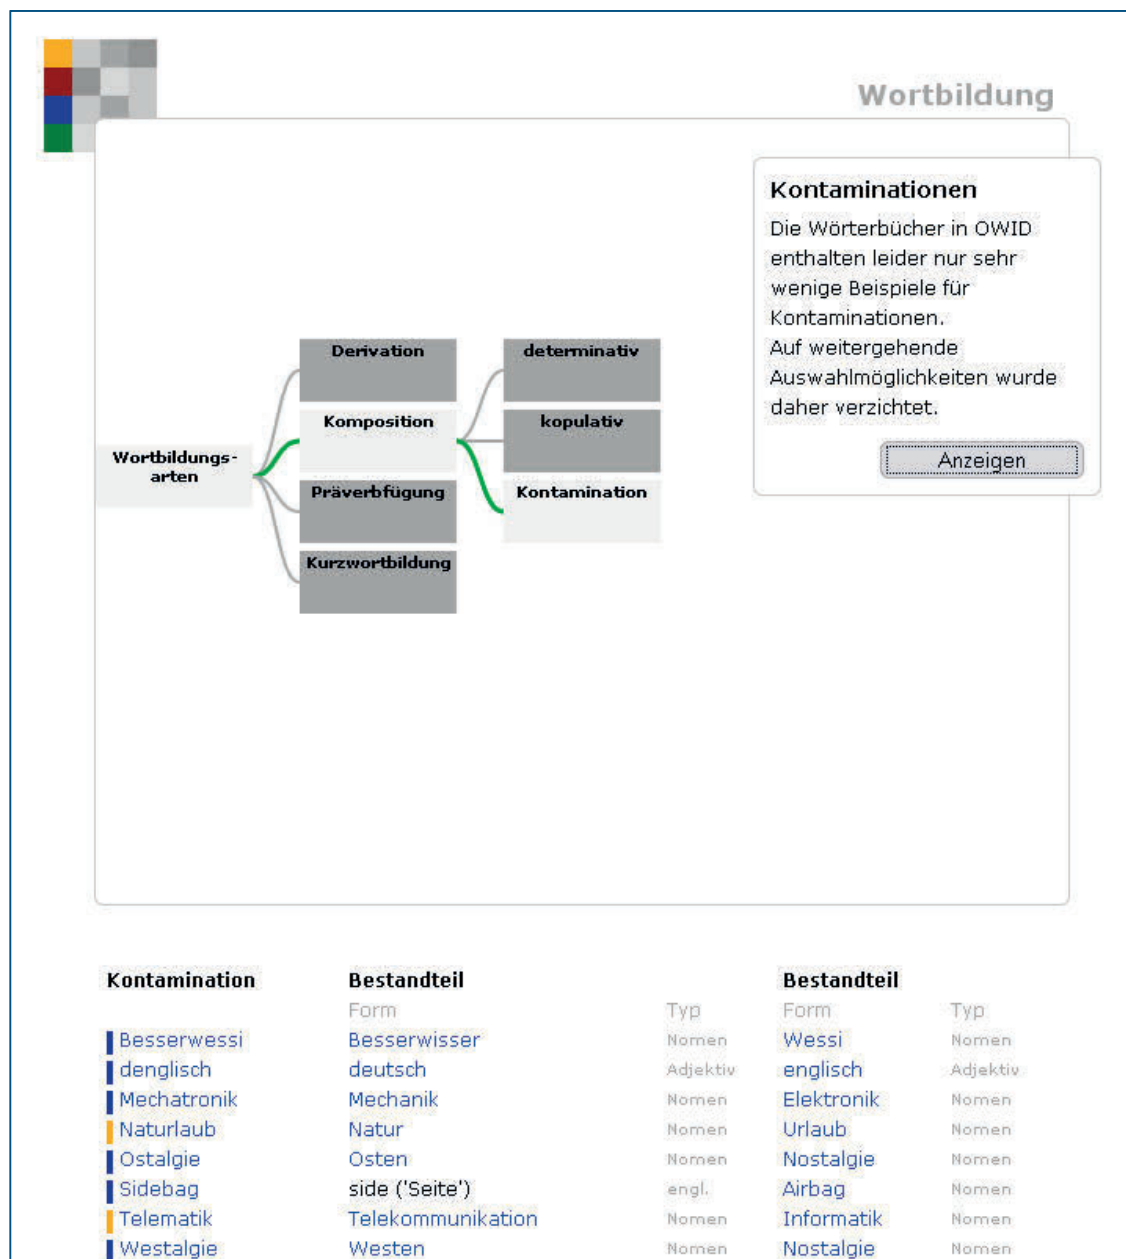 Wortbildung
Kontaminationen
Die Wörterbücher in OWID
enthalten leider nur sehr
wenige Beispiele für
Kontaminationen.
Auf weitergehende
Auswahlmöglichkeiten wurde
daher verzichtet.
Anzeigen
Wortbildungs-
arten
Derivation
Komposition
Präverbfügung
Kurzwortbildung
determinativ
kopulativ
Kontamination
Kontamination Bestandteil Bestandteil
Form Typ Form Typ
Besserwessi Besserwisser Nomen Wessi Nomen
denglisch deutsch Adjektiv englisch Adjektiv
Mechatronik Mechanik Nomen Elektronik Nomen
Naturlaub Natur Nomen Urlaub Nomen
Ostalgie Osten Nomen Nostalgie Nomen
Sidebag side ('Seite') engl. Airbag Nomen
Telematik Telekommunikation Nomen Informatik Nomen
Westalgie Westen Nomen Nostalgie Nomen